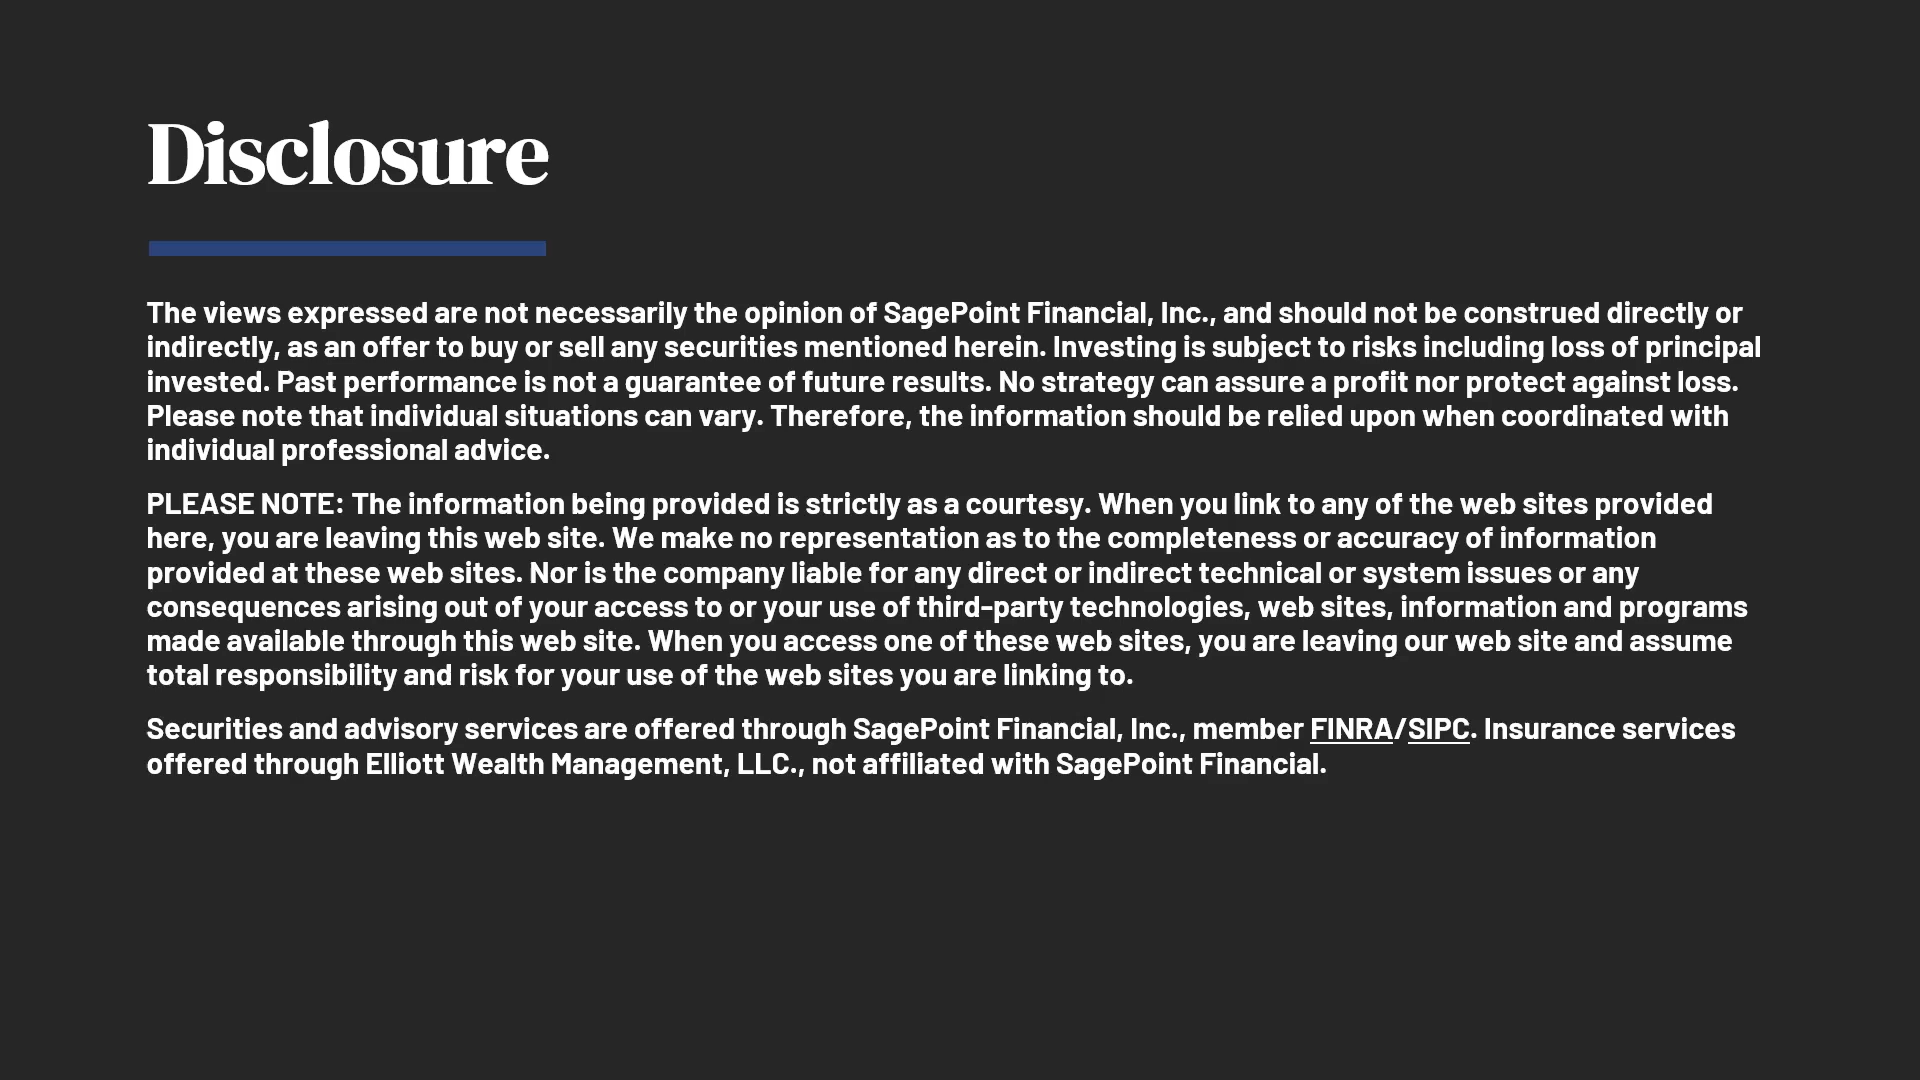 Disclosure
The views expressed are not necessarily the opinion of SagePoint Financial, Inc., and should not be construed directly or
indirectly, as an offer to buy or sell any securities mentioned herein. Investing is subject to risks including loss of principal
invested. Past performance is not a guarantee of future results. No strategy can assure a profit nor protect against loss.
Please note that individual situations can vary. Therefore, the information should be relied upon when coordinated with
individual professional advice.
PLEASE NOTE: The information being provided is strictly as a courtesy. When you link to any of the web sites provided
here, you are leaving this web site. We make no representation as to the completeness or accuracy of information
provided at these web sites. Nor is the company liable for any direct or indirect technical or system issues or any
consequences arising out of your access to or your use of third-party technologies, web sites, information and programs
made available through this web site. When you access one of these web sites, you are leaving our web site and assume
total responsibility and risk for your use of the web sites you are linking to.
Securities and advisory services are offered through SagePoint Financial, Inc., member FINRA/SIPC. Insurance services
offered through Elliott Wealth Management, LLC., not affiliated with SagePoint Financial.